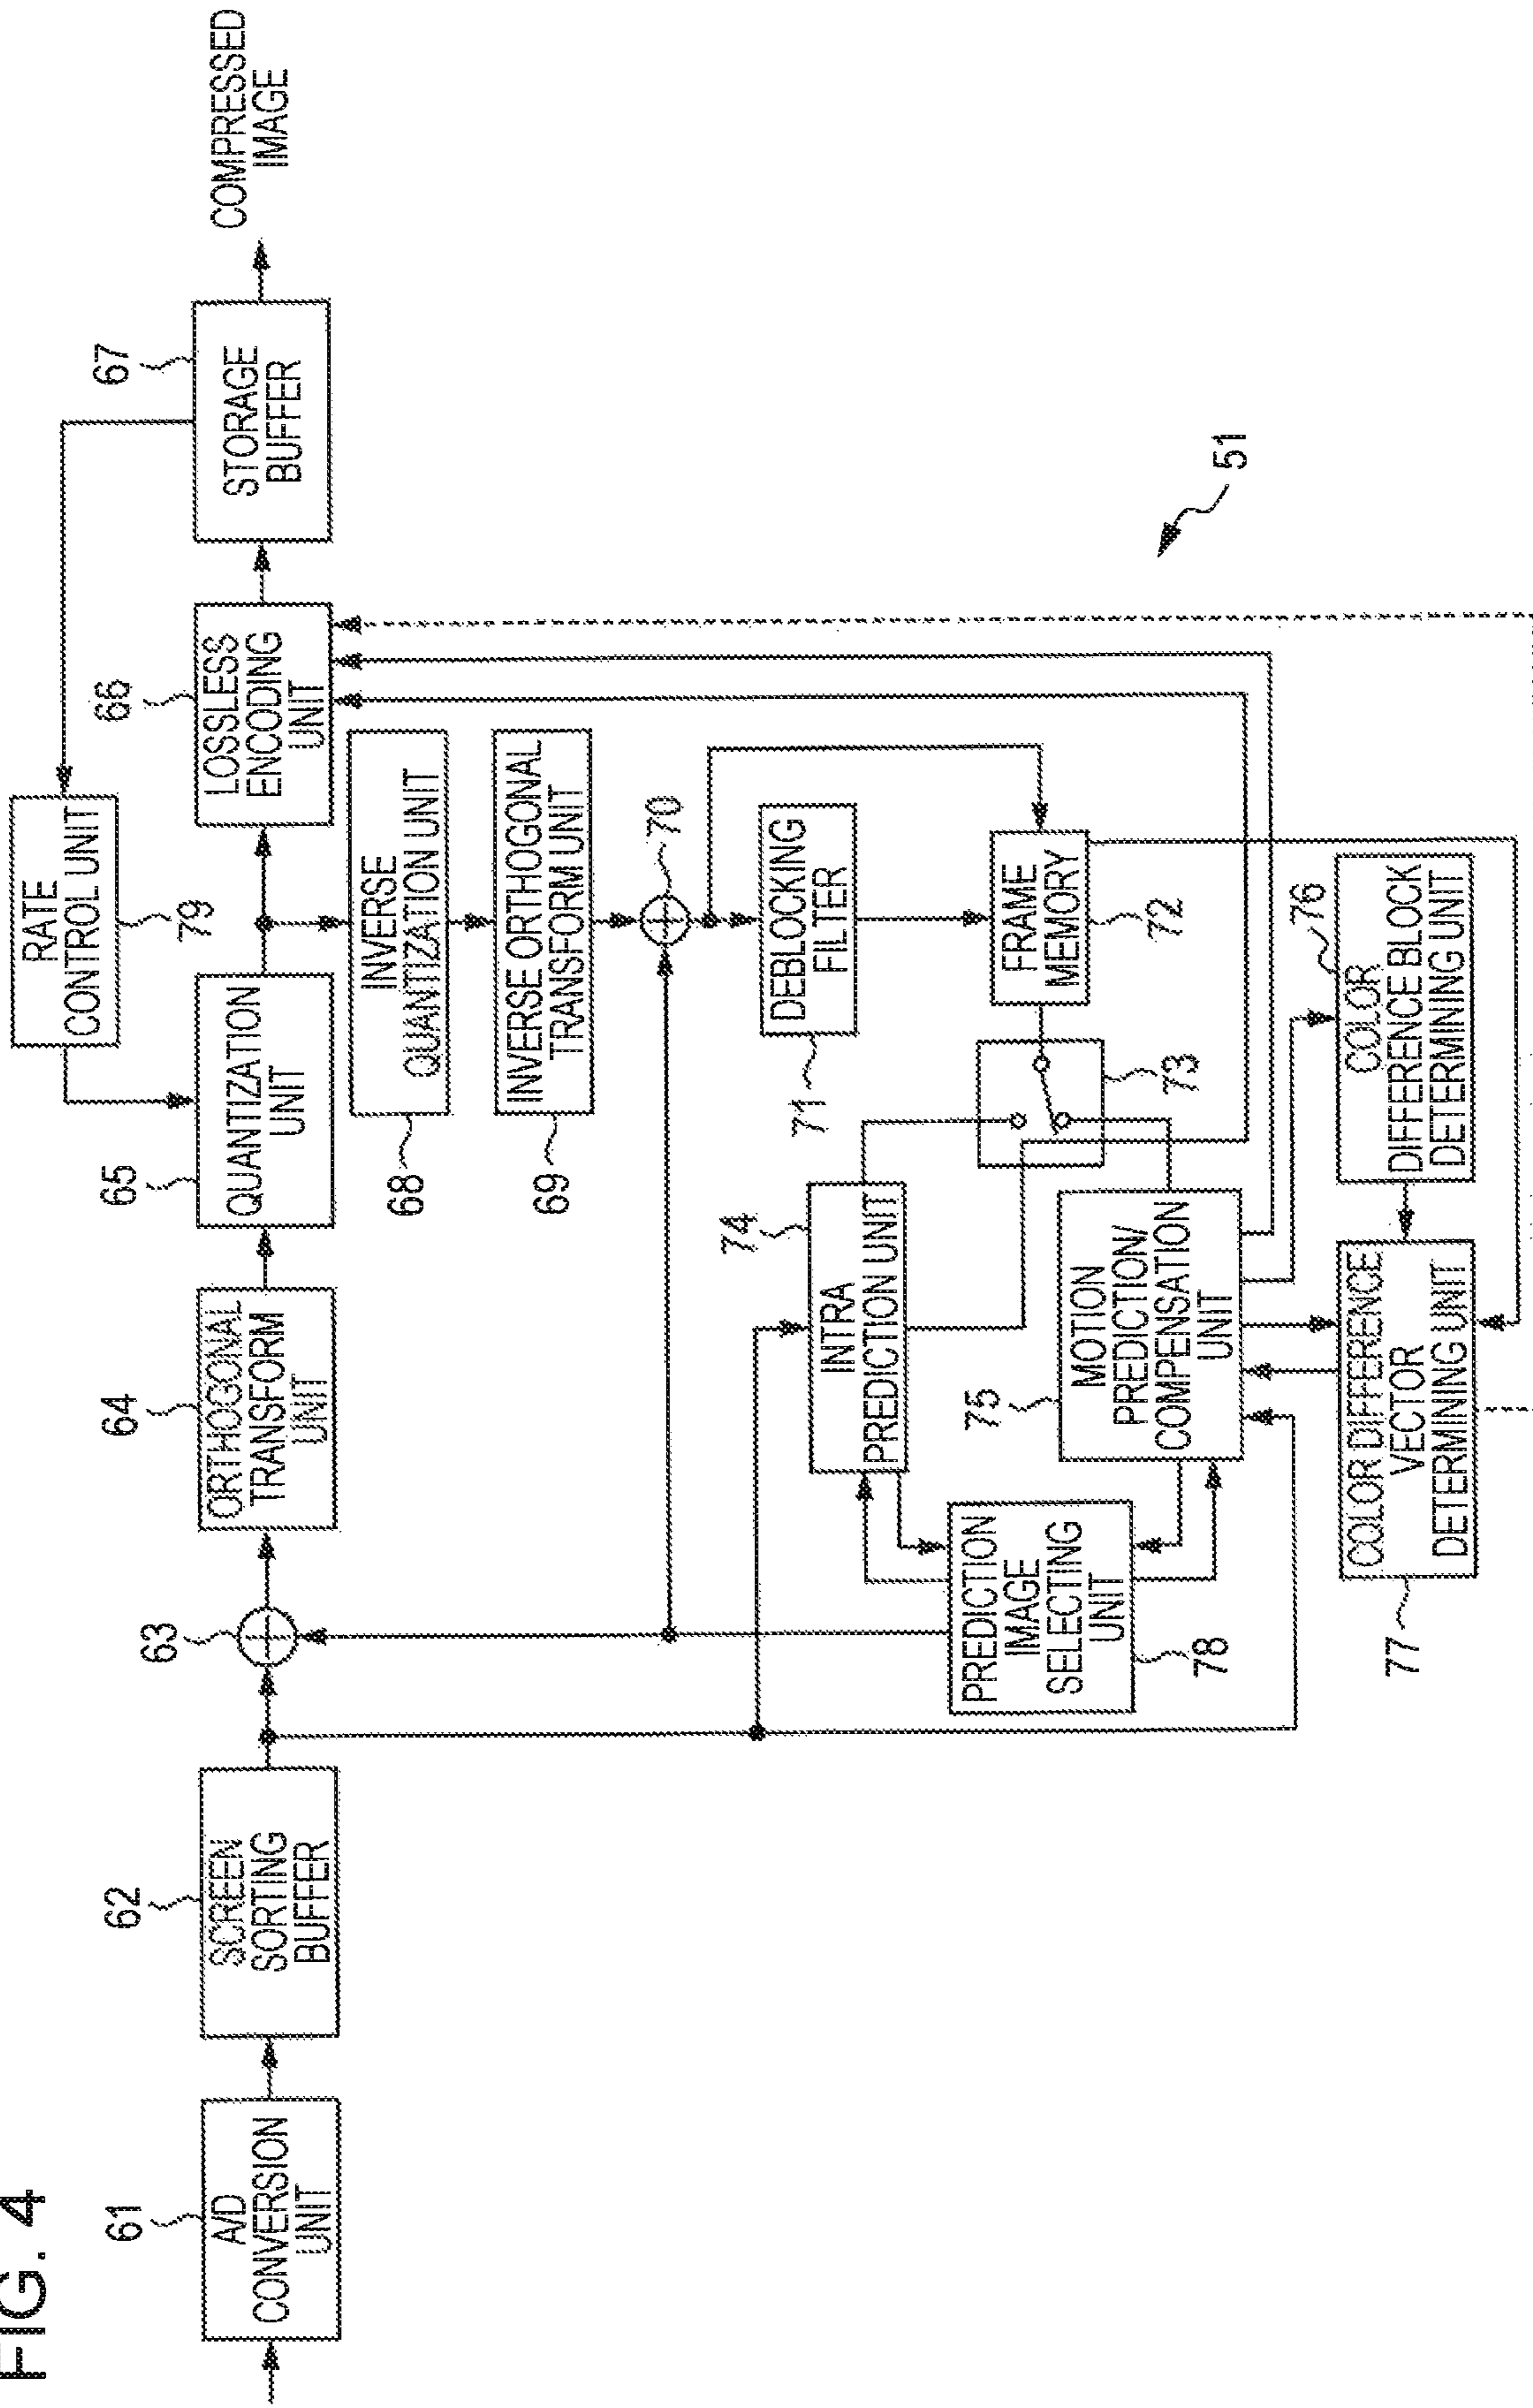 FIG. 4
61
A/D
CONVERSION
UNIT
62
SCREEN
SORTING
BUFFER
63
64
ORTHOGONAL
TRANSFORM
UNIT
65
QUANTIZATION
UNIT
RATE
CONTROL UNIT
79
66
LOSSLESS
ENCODING
UNIT
67
STORAGE
BUFFER
COMPRESSED
IMAGE
INVERSE
QUANTIZATION UNIT
68
INVERSE ORTHOGONAL
TRANSFORM UNIT
69
70
DEBLOCKING
FILTER
71
FRAME
MEMORY
72
73
74
INTRA
PREDICTION UNIT
75
MOTION
PREDICTION/
COMPENSATION
UNIT
PREDICTION
IMAGE
SELECTING
UNIT
78
76
COLOR
DIFFERENCE BLOCK
DETERMINING UNIT
COLOR DIFFERENCE
VECTOR
DETERMINING UNIT
77
51